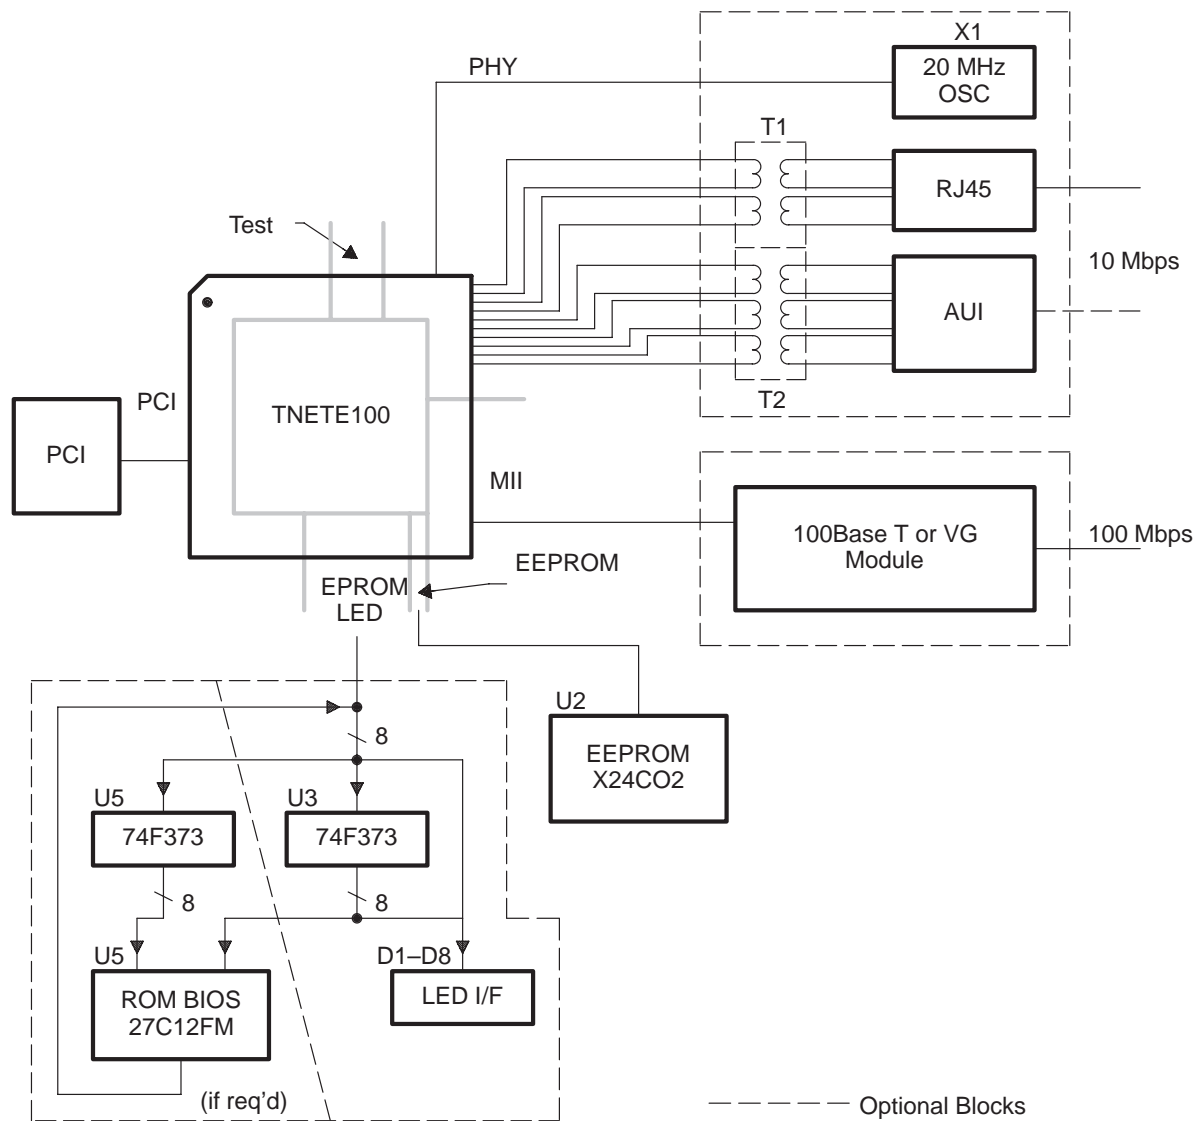 X1
PHY
20 MHz
OSC
T1
RJ45
Test
10 Mbps
AUI
T2
PCI
TNETE100
PCI
MII
100Base T or VG
Module
100 Mbps
EEPROM
EPROM
LED
U2
8
EEPROM
X24CO2
U5
U3
74F373
74F373
8
8
U5
D1–D8
ROM BIOS
27C12FM
LED I/F
(if req’d)
Optional Blocks